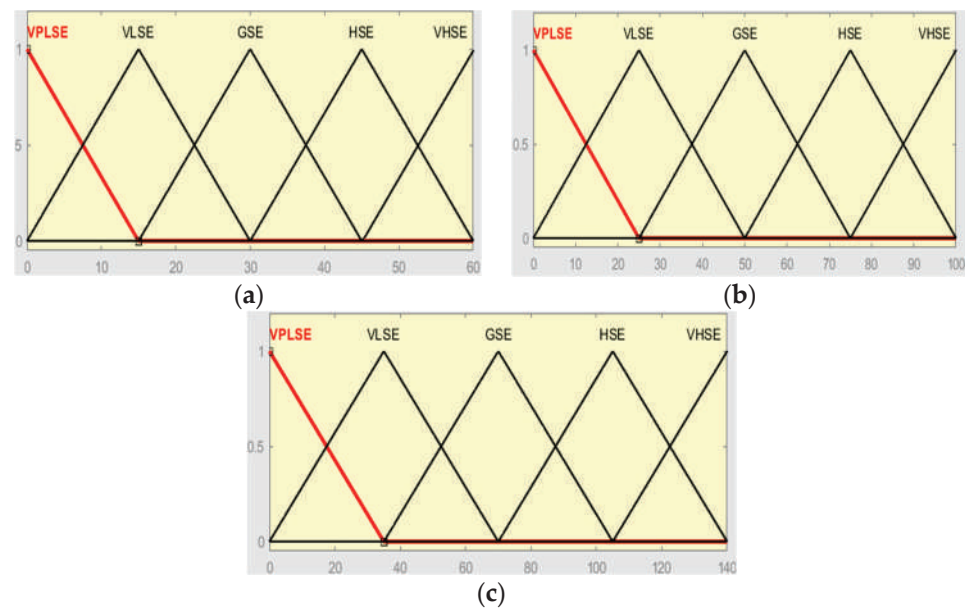 VPLSE VLSE GSE HSE VHSE
1
5
0
0 10 20 30 40 50 60
(a)
VPLSE VLSE GSE HSE VHSE
1
0.5
0
0 10 20 30 40 50 60 70 80 90 100
(b)
VPLSE VLSE GSE HSE VHSE
1
0.5
0
0 20 40 60 80 100 120 140
(c)